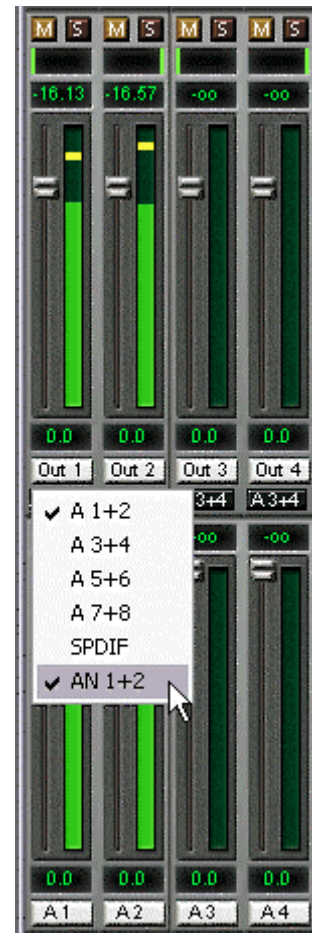 M S M S M S M S
-16.13 -16.57 -oo -oo
0.0 0.0 0.0 0.0
Out 1 Out 2 Out 3 Out 4
3+4 A 3+4
✓ A 1+2
A 3+4
A 5+6
A 7+8
SPDIF
✓ AN 1+2
-oo -oo
0.0 0.0 0.0 0.0
A 1 A 2 A 3 A 4